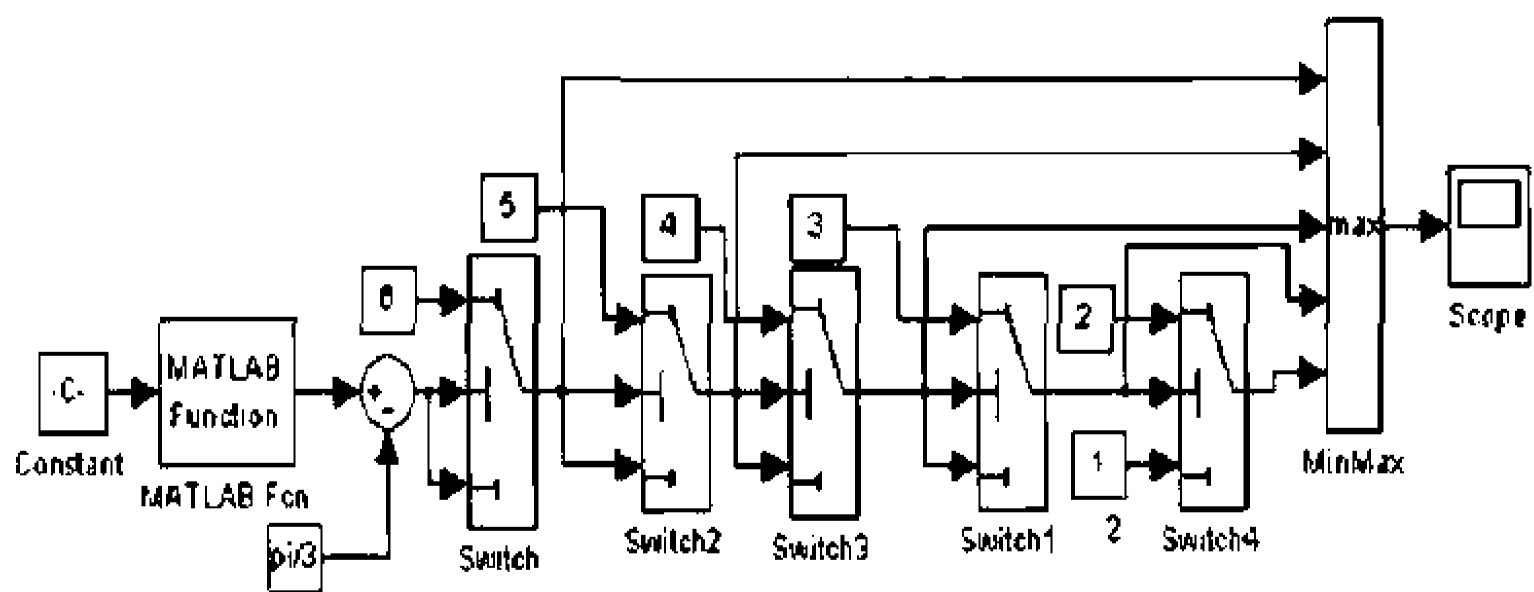 max
Scope
MinMax
5
4
3
6
2
-C-
Constant
MATLAB
Function
MATLAB Fcn
+
-
pi/3
1
2
Switch
Switch2
Switch3
Switch1
Switch4